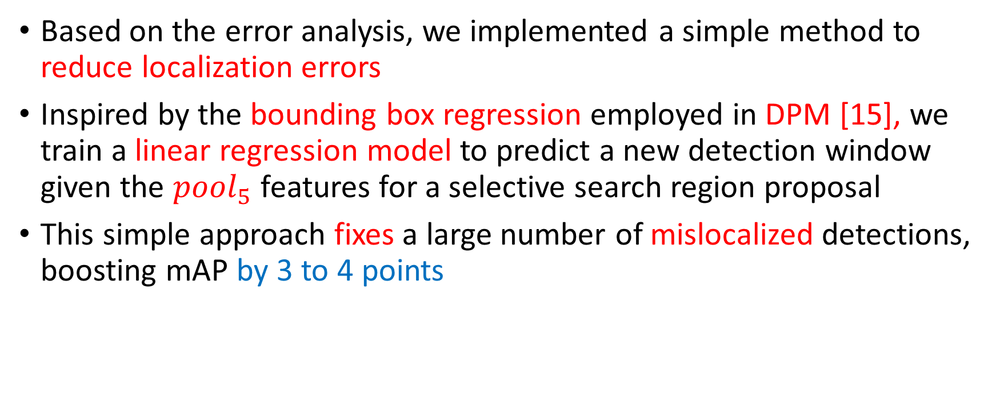 • Based on the error analysis, we implemented a simple method to
reduce localization errors
• Inspired by the bounding box regression employed in DPM [15], we
train a linear regression model to predict a new detection window
given the pool₅ features for a selective search region proposal
• This simple approach fixes a large number of mislocalized detections,
boosting mAP by 3 to 4 points